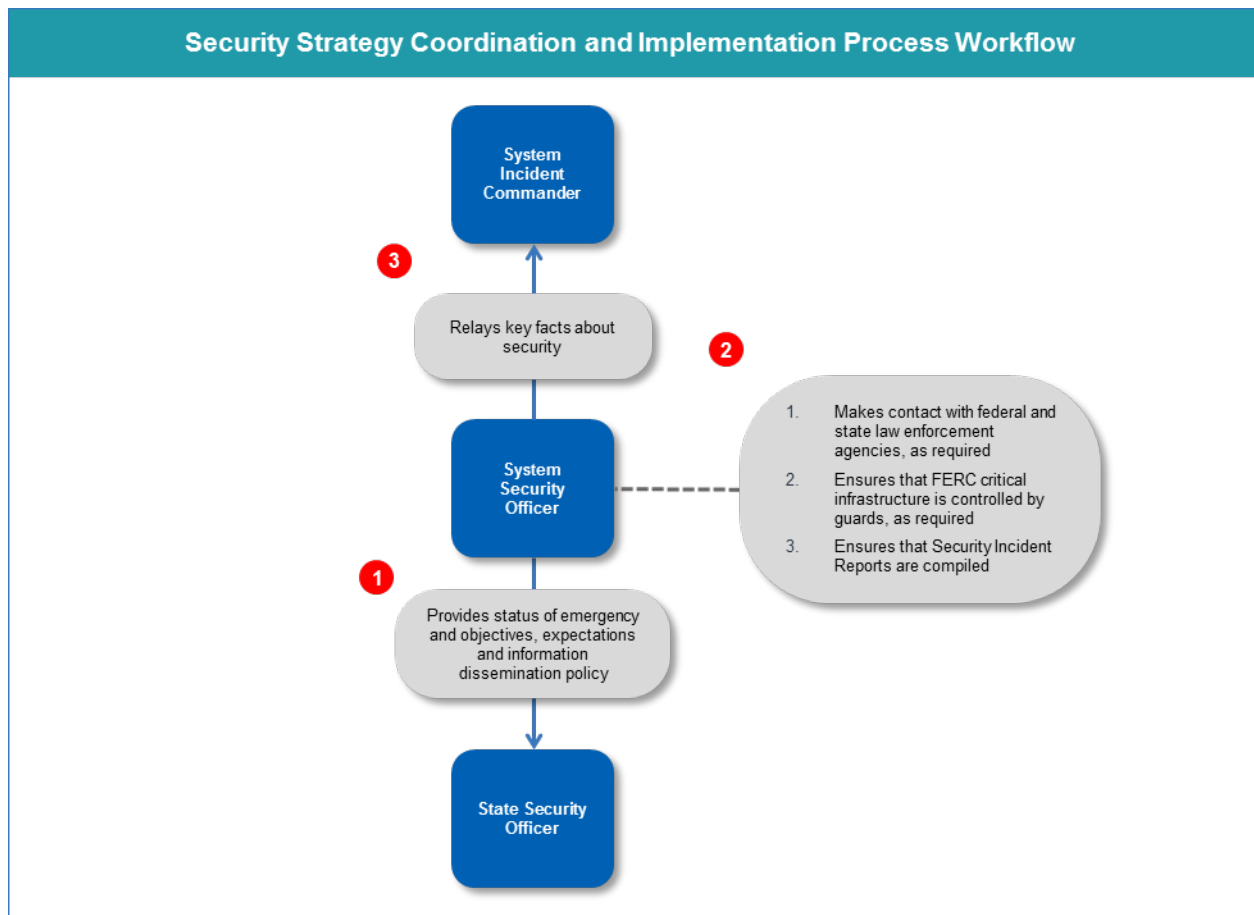 Security Strategy Coordination and Implementation Process Workflow
System
Incident
Commander
3
Relays key facts about
security
2
1. Makes contact with federal and
state law enforcement
agencies, as required
2. Ensures that FERC critical
infrastructure is controlled by
guards, as required
3. Ensures that Security Incident
Reports are compiled
System
Security
Officer
1
Provides status of emergency
and objectives, expectations
and information
dissemination policy
State Security
Officer